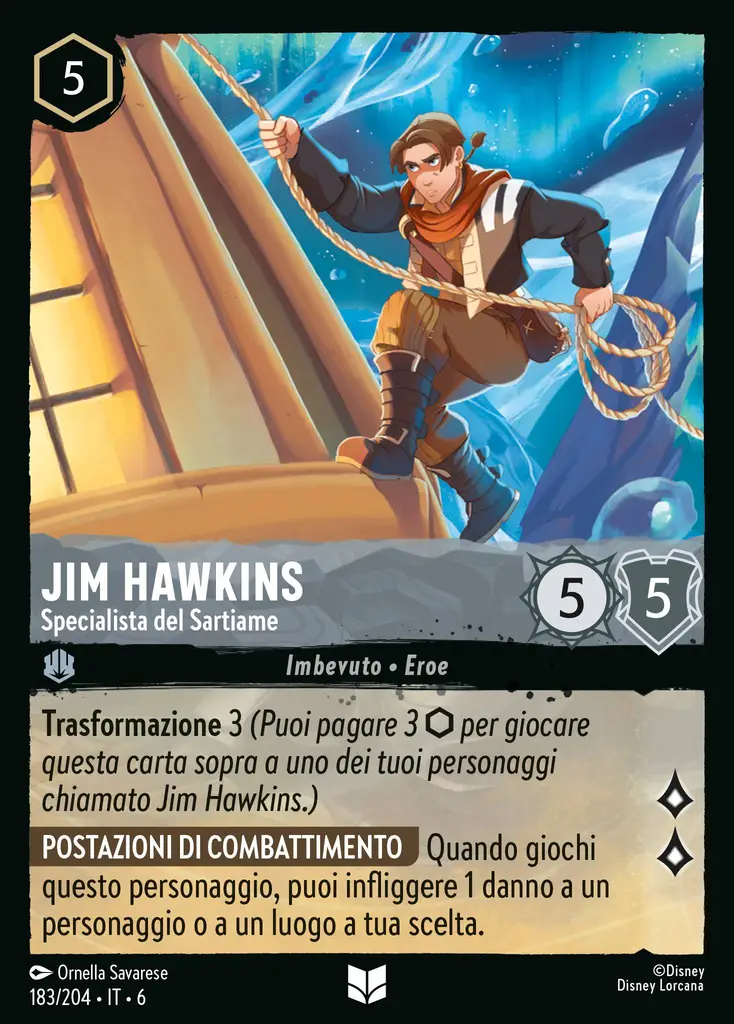 5
JIM HAWKINS
Specialista del Sartiame
5
5
Imbevuto • Eroe
Trasformazione 3 (Puoi pagare 3 ⬡ per giocare
questa carta sopra a uno dei tuoi personaggi
chiamato Jim Hawkins.)
POSTAZIONI DI COMBATTIMENTO Quando giochi
questo personaggio, puoi infliggere 1 danno a un
personaggio o a un luogo a tua scelta.
Ornella Savarese
183/204 • IT • 6
©Disney
Disney Lorcana